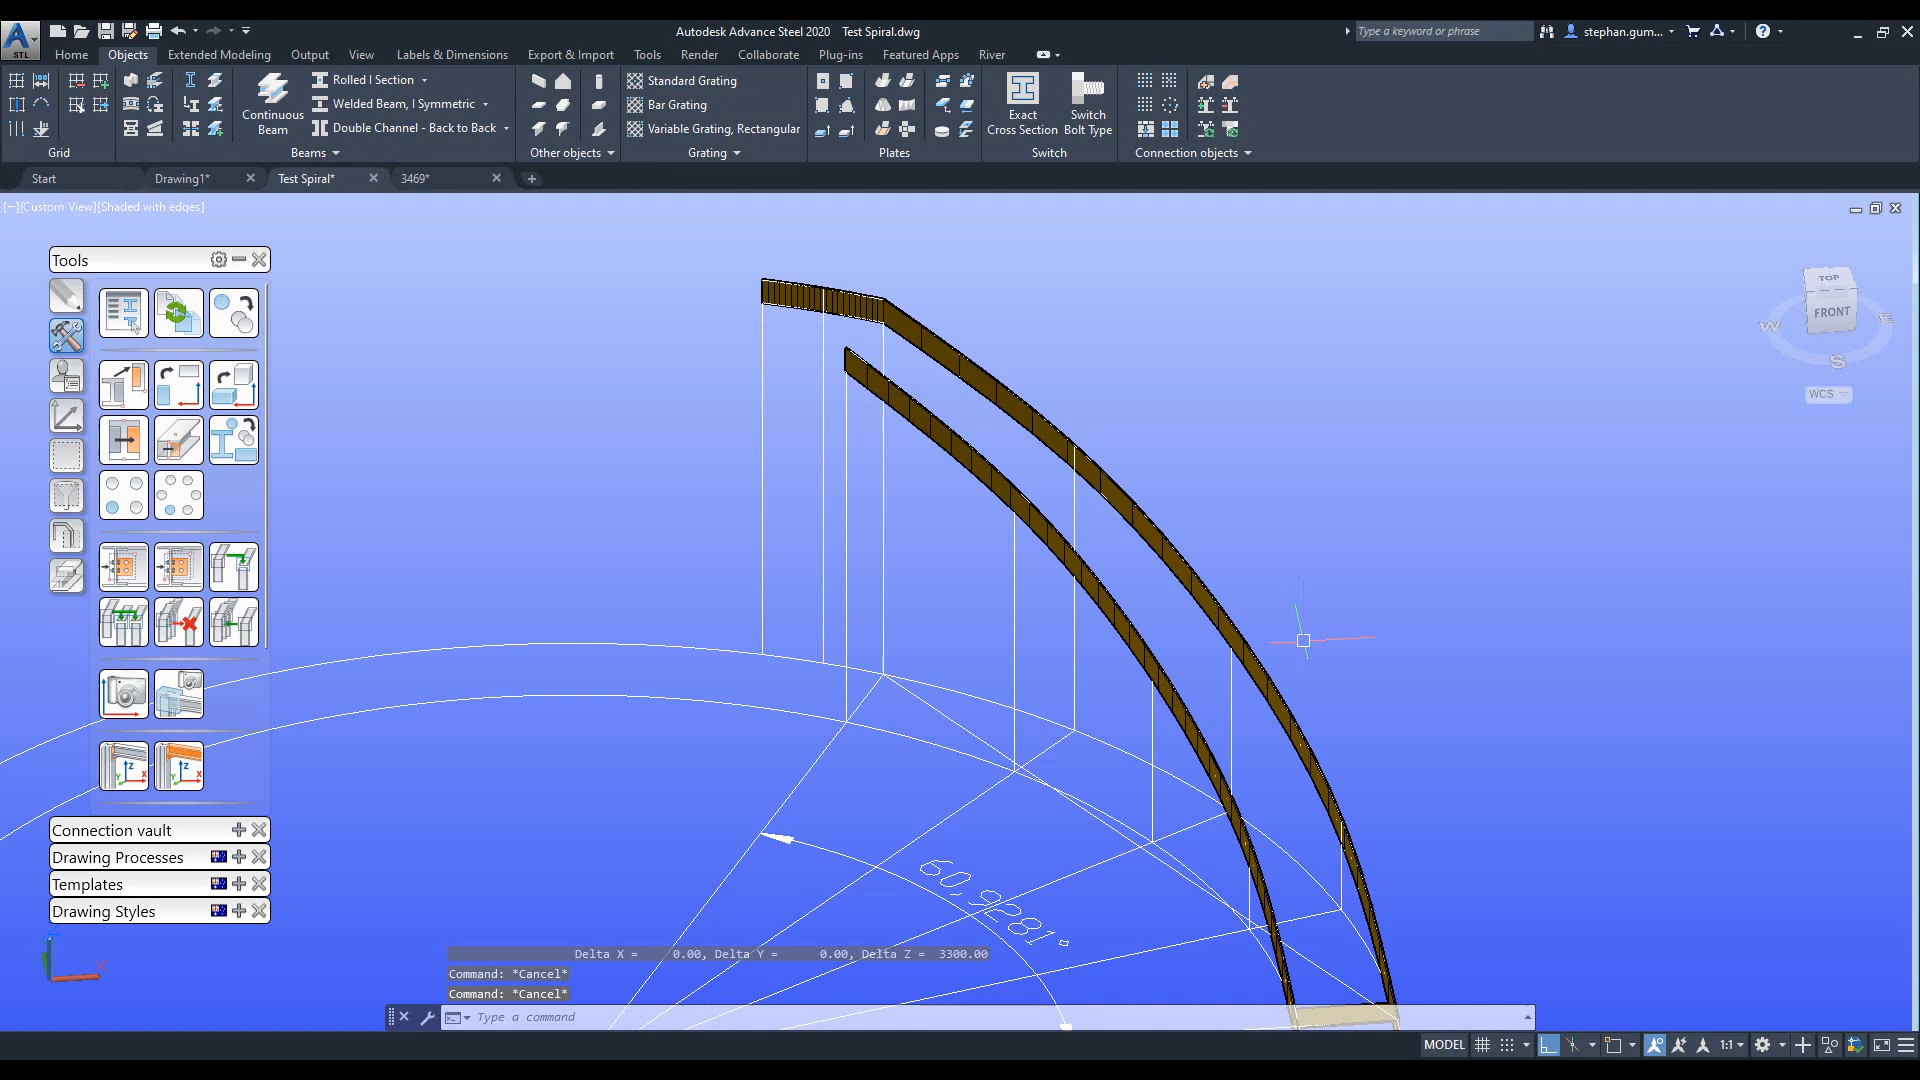 Autodesk Advance Steel 2020 Test Spiral.dwg
Type a keyword or phrase
stephan.gum...
STL
Home Objects Extended Modeling Output View Labels & Dimensions Export & Import Tools Render Collaborate Plug-ins Featured Apps River
Rolled I Section
Welded Beam, I Symmetric
Double Channel - Back to Back
Continuous
Beam
Standard Grating
Bar Grating
Variable Grating, Rectangular
Exact
Cross Section
Switch
Bolt Type
Grid
Beams
Other objects
Grating
Plates
Switch
Connection objects
Start
Drawing1*
Test Spiral*
3469*
[−][Custom View][Shaded with edges]
Tools
TOP
FRONT
W
E
S
WCS
Connection vault
Drawing Processes
Templates
Drawing Styles
60,9281°
Delta X = 0.00, Delta Y = 0.00, Delta Z = 3300.00
Command: *Cancel*
Command: *Cancel*
Type a command
MODEL
1:1